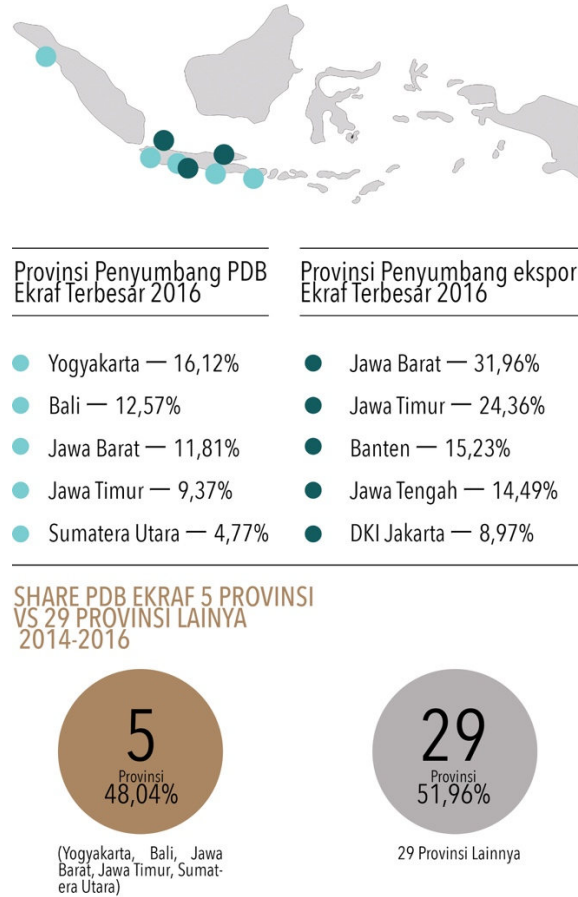 Provinsi Penyumbang PDB
Ekraf Terbesar 2016
Yogyakarta — 16,12%
Bali — 12,57%
Jawa Barat — 11,81%
Jawa Timur — 9,37%
Sumatera Utara — 4,77%
Provinsi Penyumbang ekspor
Ekraf Terbesar 2016
Jawa Barat — 31,96%
Jawa Timur — 24,36%
Banten — 15,23%
Jawa Tengah — 14,49%
DKI Jakarta — 8,97%
SHARE PDB EKRAF 5 PROVINSI
VS 29 PROVINSI LAINYA
2014-2016
5
Provinsi
48,04%
(Yogyakarta, Bali, Jawa
Barat, Jawa Timur, Sumat-
era Utara)
29
Provinsi
51,96%
29 Provinsi Lainnya